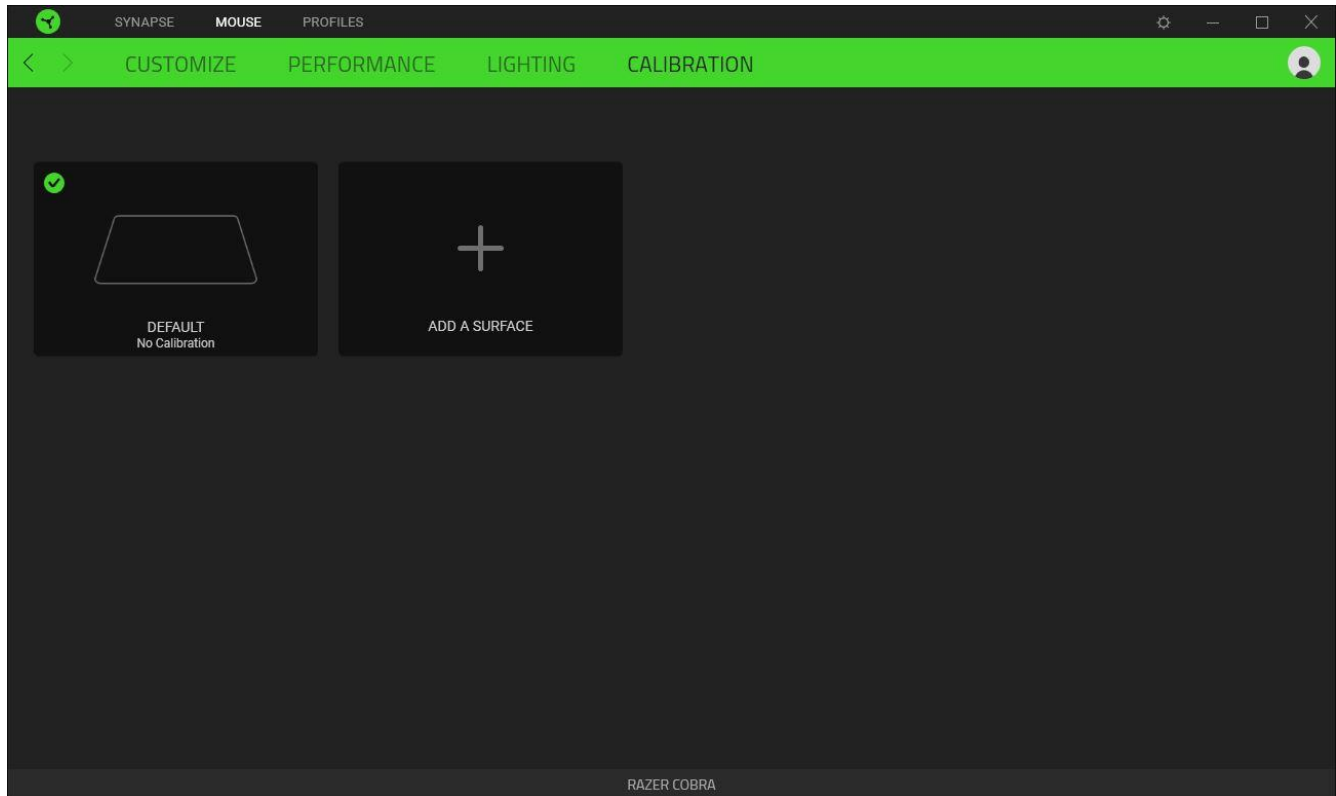 SYNAPSE MOUSE PROFILES
CUSTOMIZE PERFORMANCE LIGHTING CALIBRATION
DEFAULT
No Calibration
ADD A SURFACE
RAZER COBRA